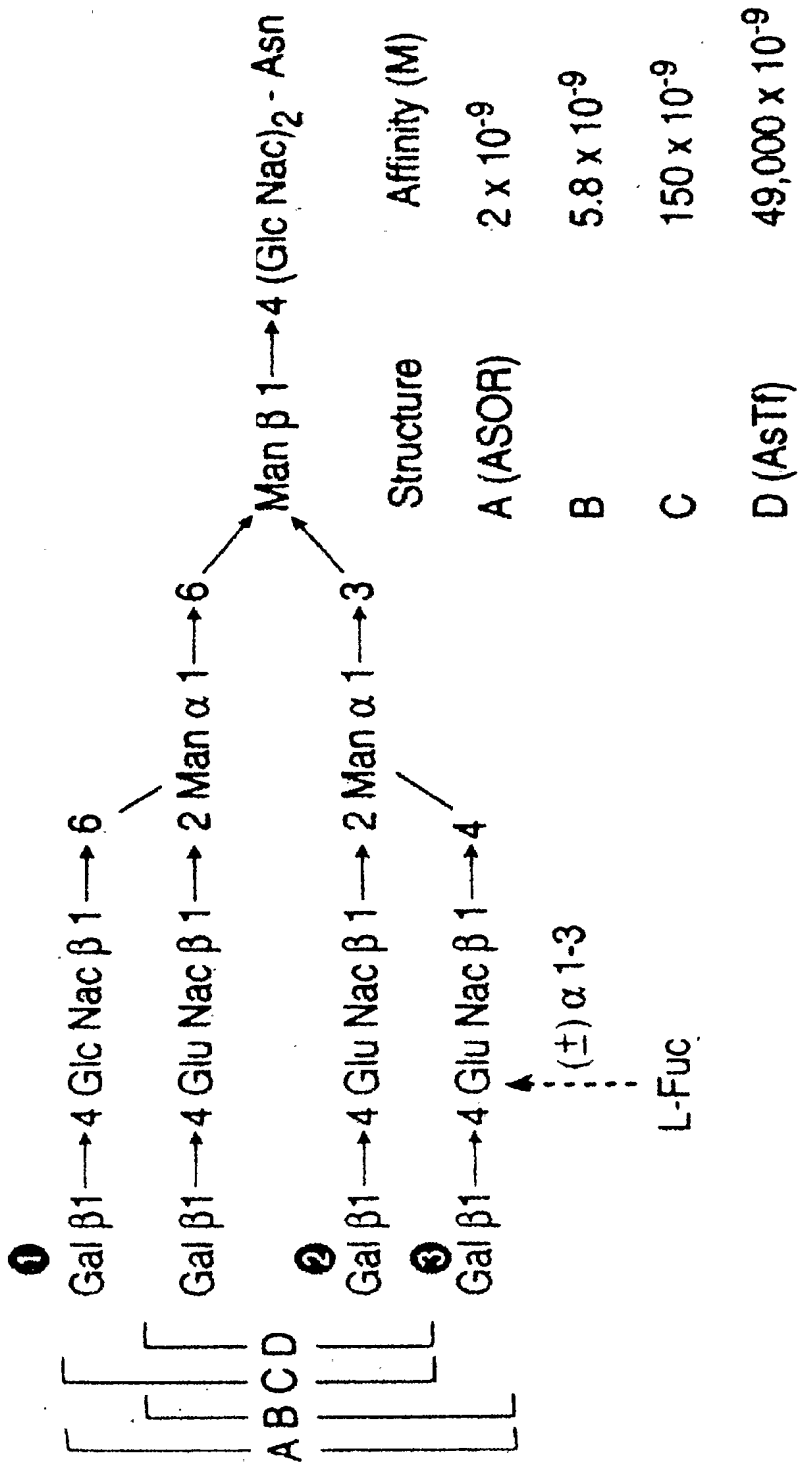 ❶
Gal β1→4 Glc Nac β 1→6
Gal β1→4 Glu Nac β 1→2 Man α 1→6
Man β 1→4 (Glc Nac)2 - Asn
❷
Gal β1→4 Glu Nac β 1→2 Man α 1→3
❸
Gal β1→4 Glu Nac β 1→4
(±) α 1-3
L-Fuc
A B C D
Structure Affinity (M)
A (ASOR) 2 x 10-9
B 5.8 x 10-9
C 150 x 10-9
D (AsTf) 49,000 x 10-9